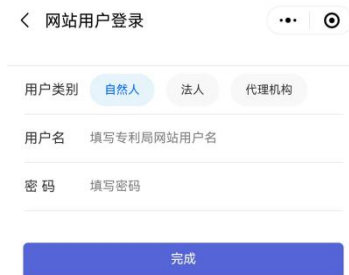 网站用户登录
用户类别 自然人 法人 代理机构
用户名 填写专利局网站用户名
密码 填写密码
完成